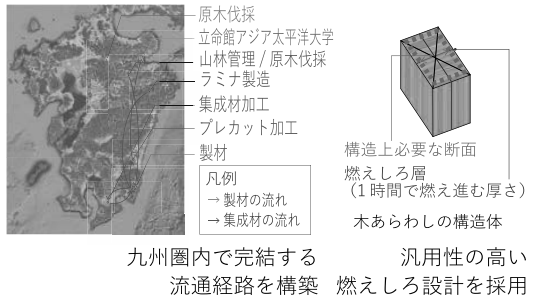 原木伐採
立命館アジア太平洋大学
山林管理 / 原木伐採
ラミナ製造
集成材加工
プレカット加工
製材
凡例
→ 製材の流れ
→ 集成材の流れ
九州圏内で完結する
流通経路を構築
構造上必要な断面
燃えしろ層
（1 時間で燃え進む厚さ）
木あらわしの構造体
汎用性の高い
燃えしろ設計を採用